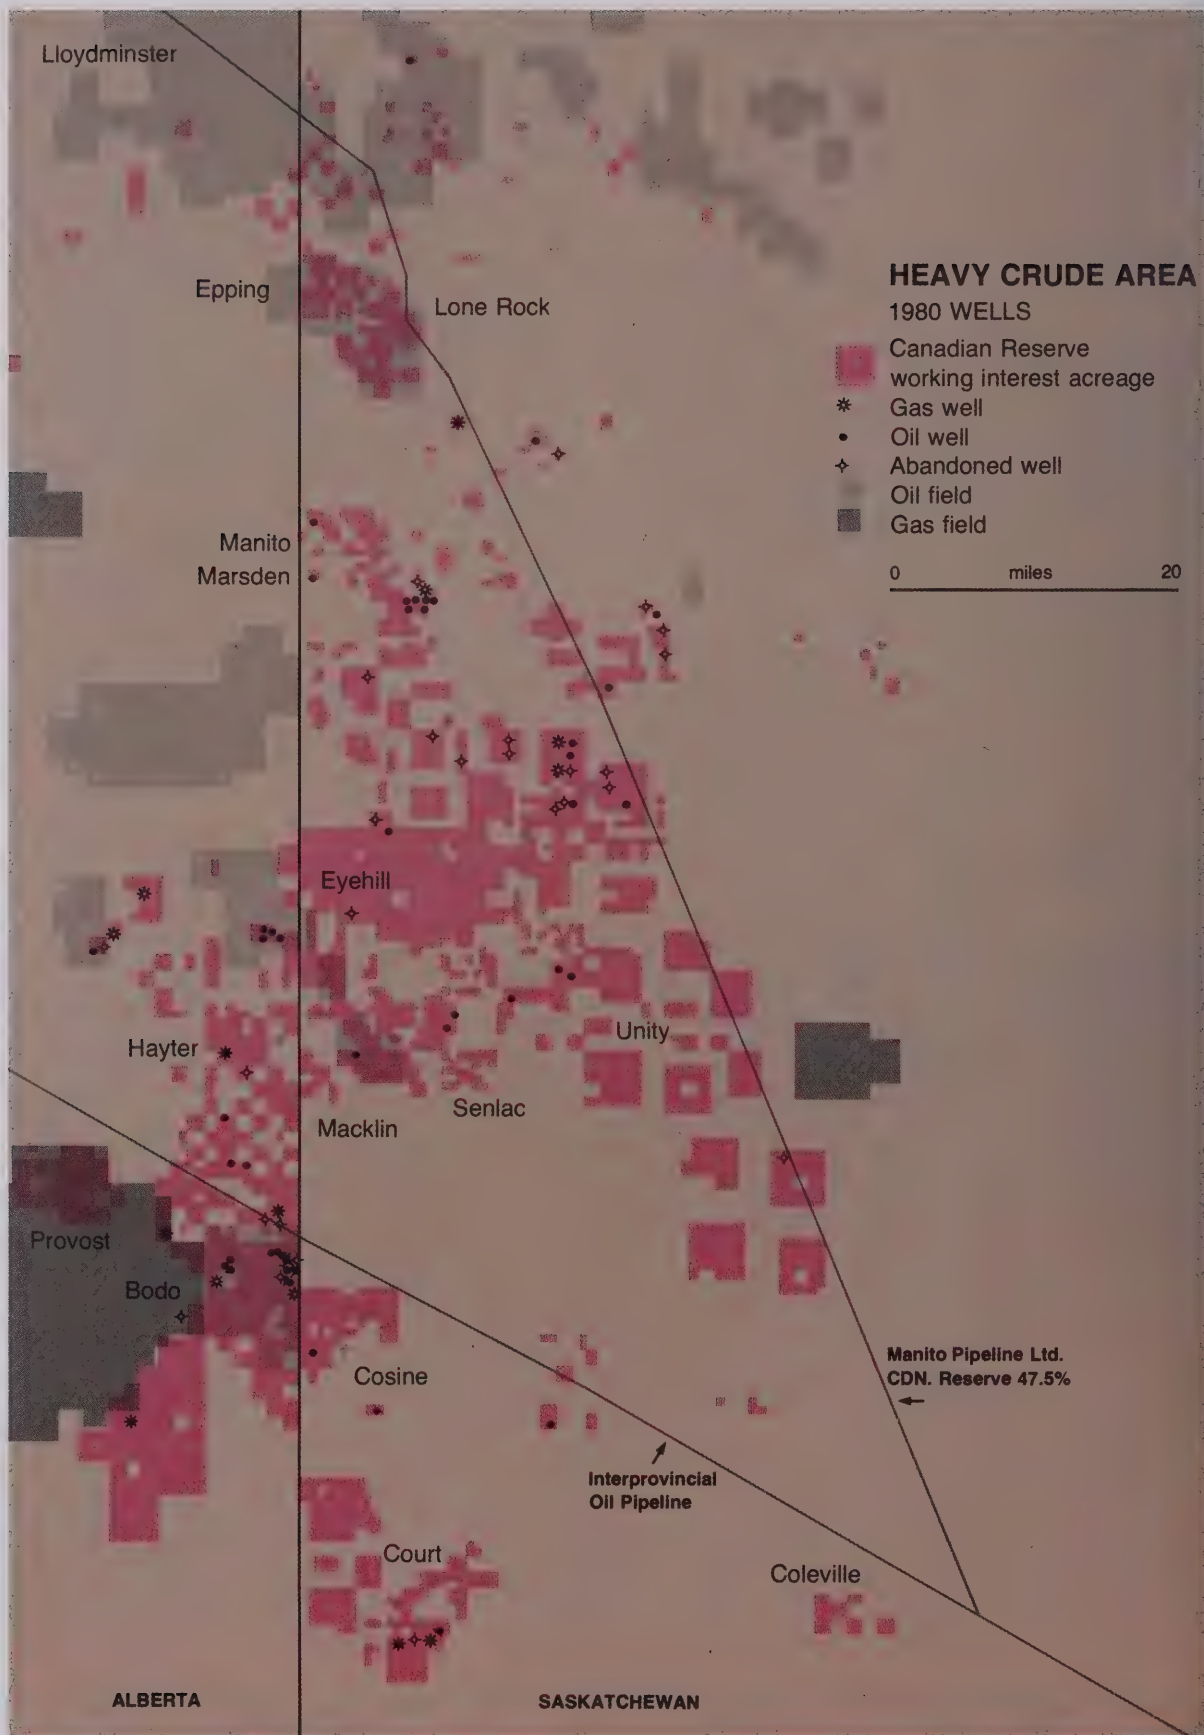 Lloydminster
Epping
Lone Rock
HEAVY CRUDE AREA
1980 WELLS
Canadian Reserve
working interest acreage
Gas well
Oil well
Abandoned well
Oil field
Gas field
0 miles 20
Manito
Marsden
Eyehill
Unity
Hayter
Senlac
Macklin
Provost
Bodo
Cosine
Manito Pipeline Ltd.
CDN. Reserve 47.5%
Interprovincial
Oil Pipeline
Court
Coleville
ALBERTA
SASKATCHEWAN